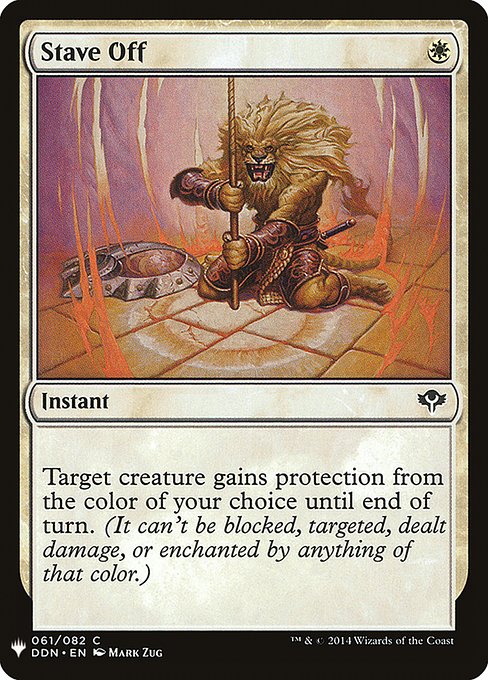 Stave Off
Instant
Target creature gains protection from
the color of your choice until end of
turn. (It can't be blocked, targeted, dealt
damage, or enchanted by anything of
that color.)
061/082 C
DDN • EN Mark Zug
™ & © 2014 Wizards of the Coast